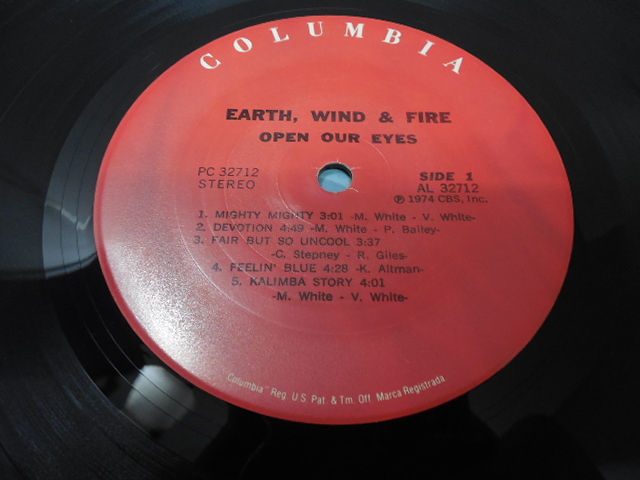 COLUMBIA
EARTH, WIND & FIRE
OPEN OUR EYES
PC 32712
STEREO
SIDE 1
AL 32712
℗ 1974 CBS, Inc.
1. MIGHTY MIGHTY 3:01 -M. White - V. White-
2. DEVOTION 4:49 -M. White - P. Bailey-
3. FAIR BUT SO UNCOOL 3:37
-C. Stepney - R. Giles-
4. FEELIN' BLUE 4:28 -K. Altman-
5. KALIMBA STORY 4:01
-M. White - V. White-
Columbia" Reg. U S Pat. & Tm. Off. Marca Registrada